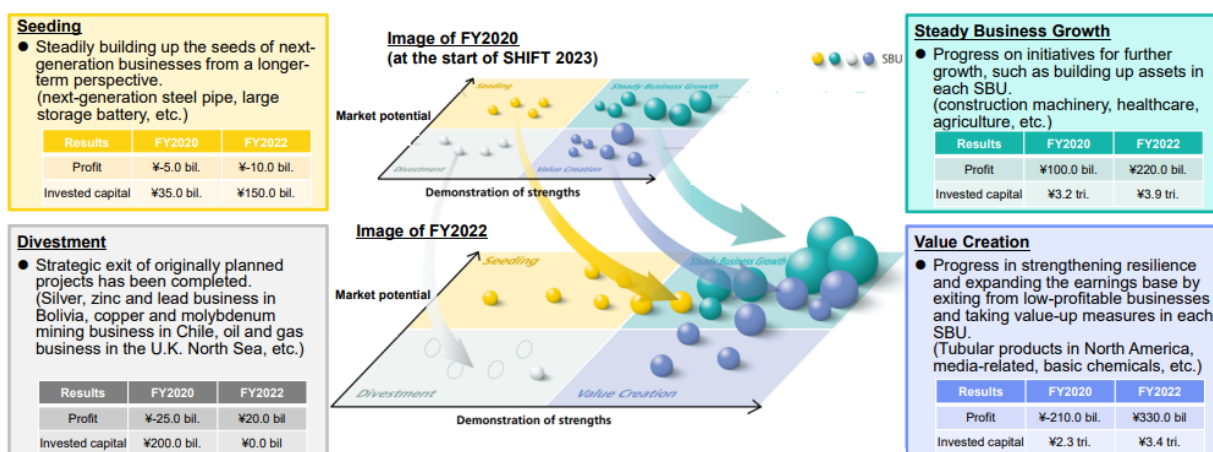 Seeding
● Steadily building up the seeds of next-
generation businesses from a longer-
term perspective.
(next-generation steel pipe, large
storage battery, etc.)
Results FY2020 FY2022
Profit ¥-5.0 bil. ¥-10.0 bil.
Invested capital ¥35.0 bil. ¥150.0 bil.
Divestment
● Strategic exit of originally planned
projects has been completed.
(Silver, zinc and lead business in
Bolivia, copper and molybdenum
mining business in Chile, oil and gas
business in the U.K. North Sea, etc.)
Results FY2020 FY2022
Profit ¥-25.0 bil. ¥20.0 bil
Invested capital ¥200.0 bil. ¥0.0 bil
Image of FY2020
(at the start of SHIFT 2023)
SBU
Seeding
Steady Business Growth
Market potential
Divestment
Value Creation
Demonstration of strengths
Image of FY2022
Seeding
Steady Business Growth
Market potential
Divestment
Value Creation
Demonstration of strengths
Steady Business Growth
● Progress on initiatives for further
growth, such as building up assets in
each SBU.
(construction machinery, healthcare,
agriculture, etc.)
Results FY2020 FY2022
Profit ¥100.0 bil. ¥220.0 bil.
Invested capital ¥3.2 tri. ¥3.9 tri.
Value Creation
● Progress in strengthening resilience
and expanding the earnings base by
exiting from low-profitable businesses
and taking value-up measures in each
SBU.
(Tubular products in North America,
media-related, basic chemicals, etc.)
Results FY2020 FY2022
Profit ¥-210.0 bil. ¥330.0 bil
Invested capital ¥2.3 tri. ¥3.4 tri.